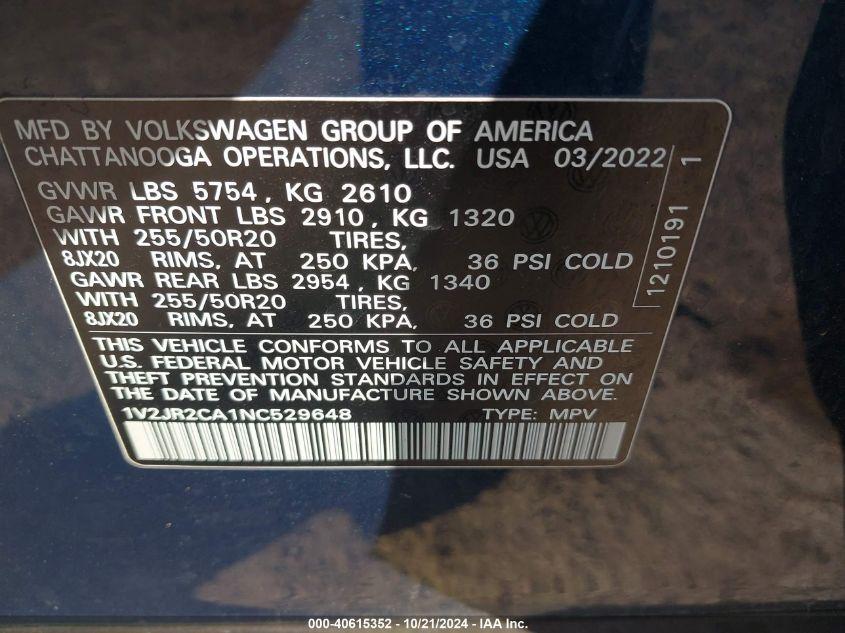 MFD BY VOLKSWAGEN GROUP OF AMERICA
CHATTANOOGA OPERATIONS, LLC. USA 03/2022
GVWR LBS 5754, KG 2610
GAWR FRONT LBS 2910, KG 1320
WITH 255/50R20 TIRES,
8JX20 RIMS, AT 250 KPA, 36 PSI COLD
GAWR REAR LBS 2954, KG 1340
WITH 255/50R20 TIRES,
8JX20 RIMS, AT 250 KPA, 36 PSI COLD
1210191 1
THIS VEHICLE CONFORMS TO ALL APPLICABLE
U.S. FEDERAL MOTOR VEHICLE SAFETY AND
THEFT PREVENTION STANDARDS IN EFFECT ON
THE DATE OF MANUFACTURE SHOWN ABOVE.
1V2JR2CA1NC529648 TYPE: MPV
000-40615352 - 10/21/2024 - IAA Inc.